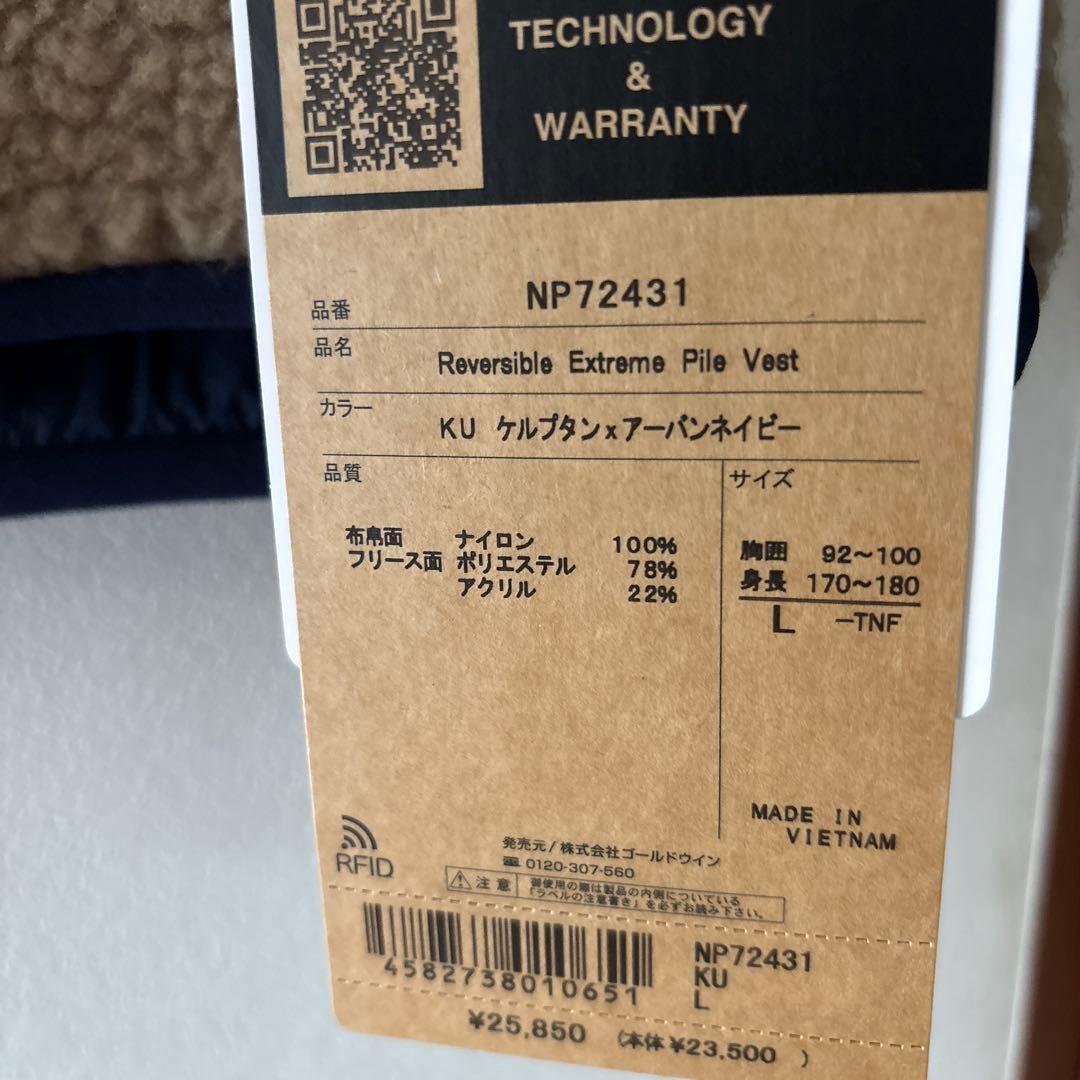 TECHNOLOGY
&
WARRANTY
品番 NP72431
品名 Reversible Extreme Pile Vest
カラー KU ケルプタンxアーバンネイビー
品質
布帛面 ナイロン 100%
フリース面 ポリエステル 78%
アクリル 22%
サイズ
胸囲 92～100
身長 170～180
L -TNF
MADE IN
VIETNAM
RFID
発売元/株式会社ゴールドウイン
0120-307-560
注意
御使用の際は製品の内側についている
「ラベルの注意書き」を必ずお読み下さい。
4582738010651
NP72431
KU
L
¥25,850 (本体¥23,500 )